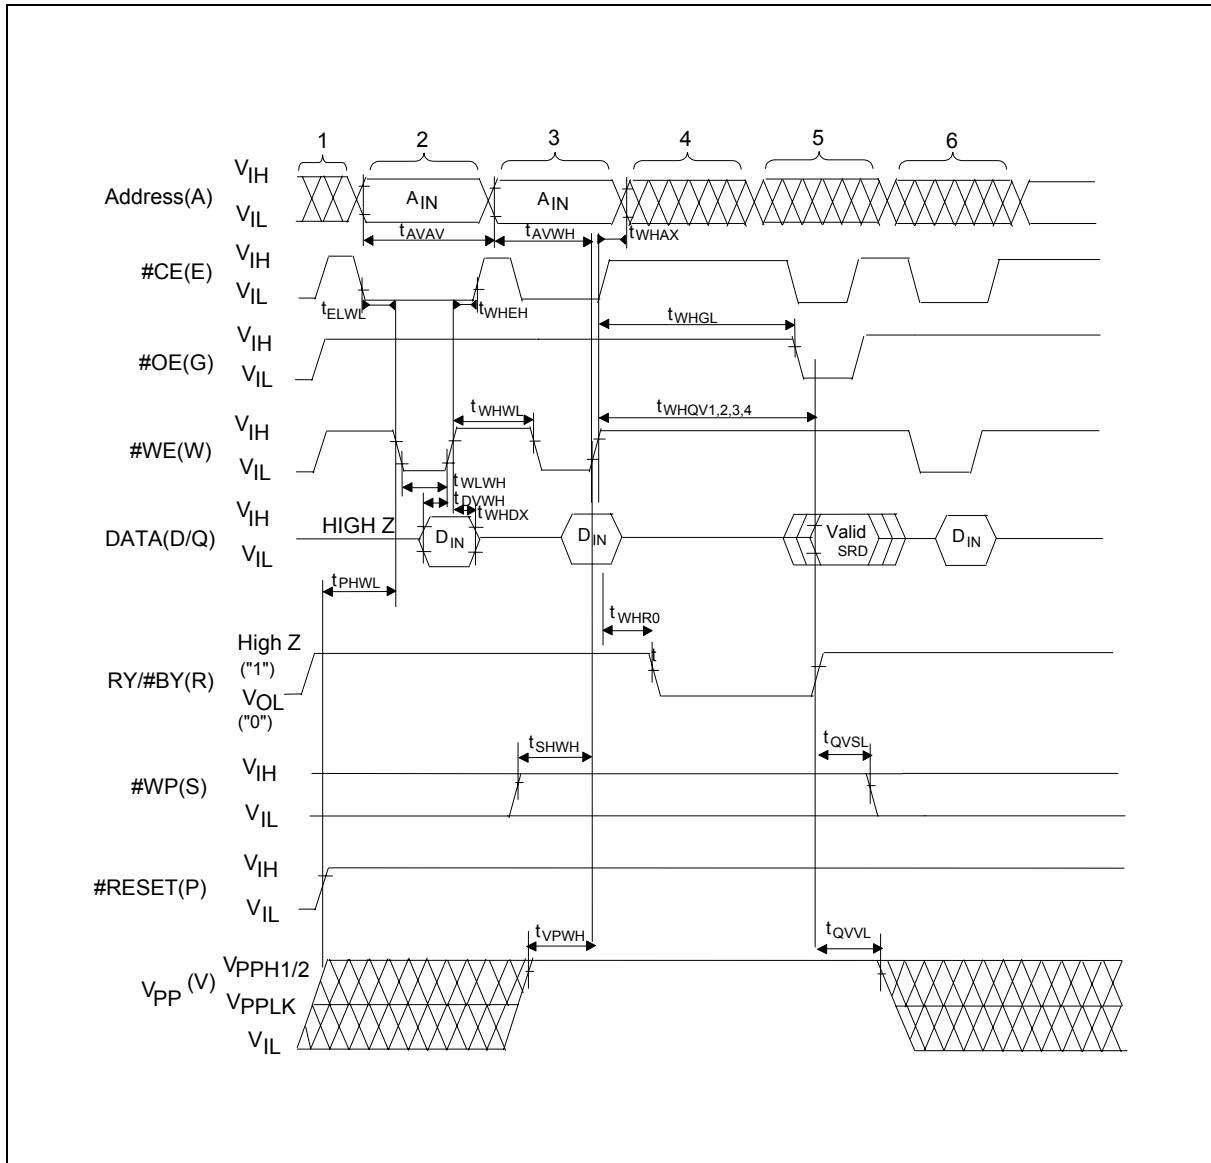 1 2 3 4 5 6
Address(A) VIH VIL AIN AIN
tAVAV tAVWH tWHAX
#CE(E) VIH VIL
tELWL tWHEH tWHGL
#OE(G) VIH VIL
tWHWL tWHQV1,2,3,4
#WE(W) VIH VIL
tWLWH
tDVWH
tWHDX
DATA(D/Q) VIH VIL HIGH Z DIN DIN Valid SRD DIN
tPHWL
tWHR0
RY/#BY(R) High Z ("1") VOL ("0") t
tSHWH tQVSL
#WP(S) VIH VIL
#RESET(P) VIH VIL
tVPWH tQVVL
VPP (V) VPPH1/2 VPPLK VIL